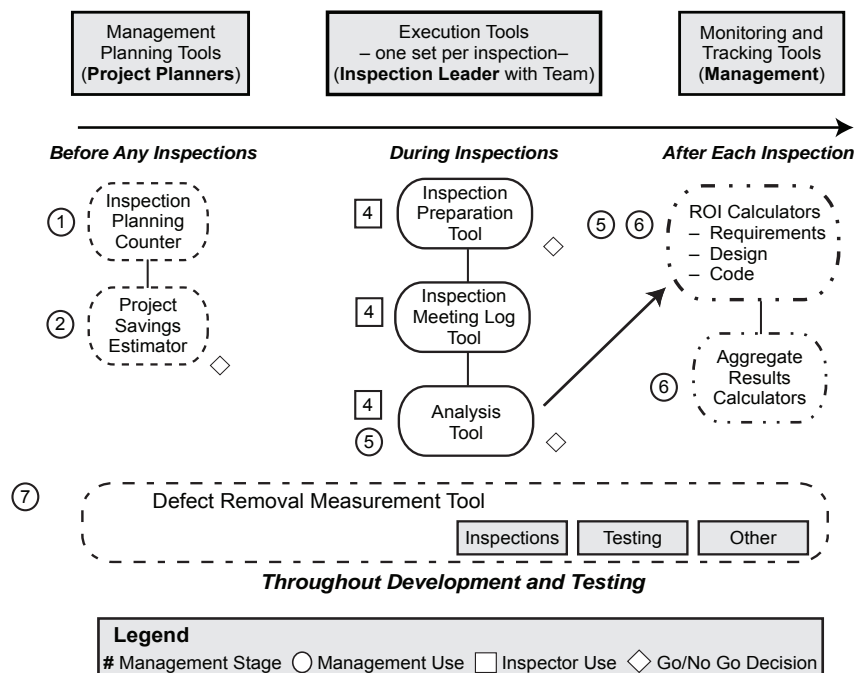 Management
Planning Tools
(Project Planners)
Execution Tools
– one set per inspection–
(Inspection Leader with Team)
Monitoring and
Tracking Tools
(Management)
Before Any Inspections
During Inspections
After Each Inspection
1
Inspection
Planning
Counter
2
Project
Savings
Estimator
4
Inspection
Preparation
Tool
4
Inspection
Meeting Log
Tool
4
5
Analysis
Tool
5 6
ROI Calculators
– Requirements
– Design
– Code
6
Aggregate
Results
Calculators
7
Defect Removal Measurement Tool
Inspections
Testing
Other
Throughout Development and Testing
Legend
# Management Stage Management Use Inspector Use Go/No Go Decision